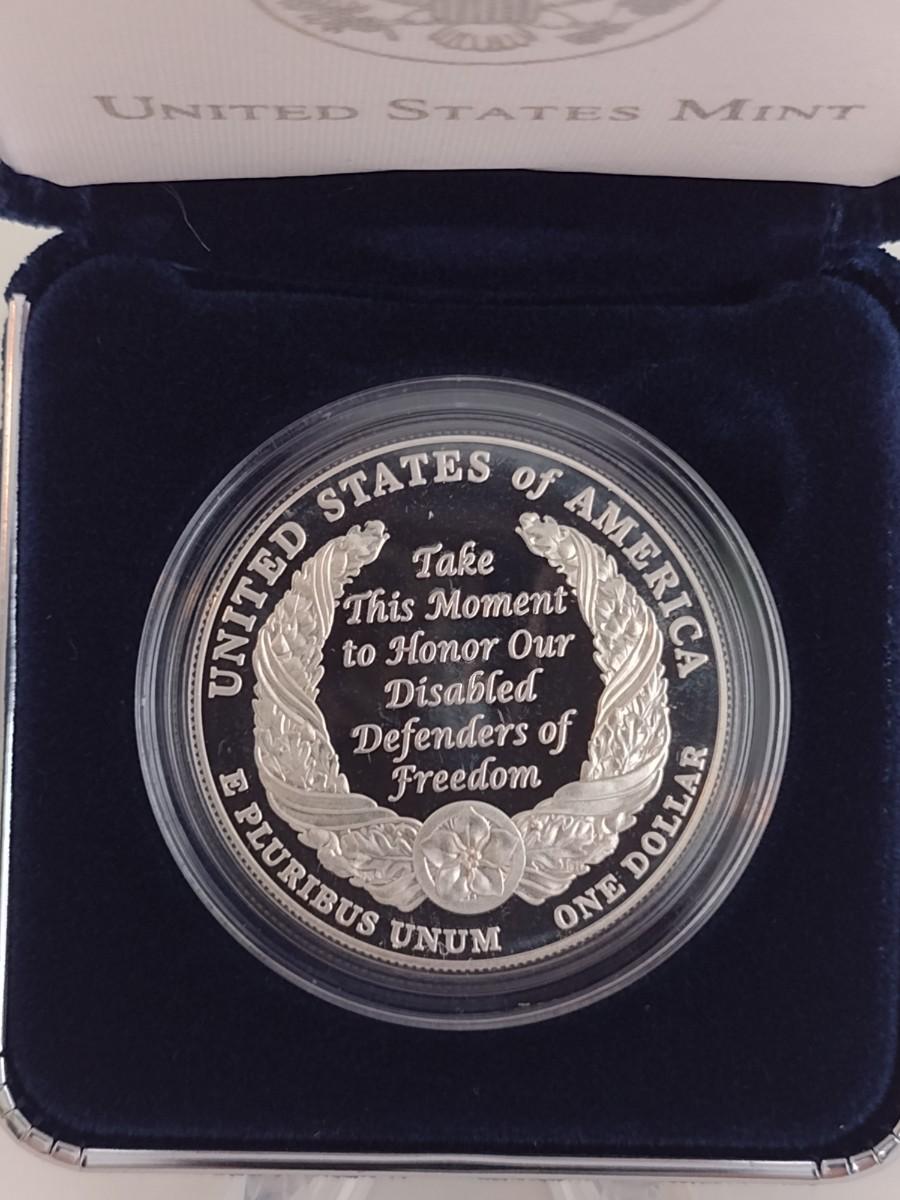 UNITED STATES MINT
UNITED STATES of AMERICA
Take
This Moment
to Honor Our
Disabled
Defenders of
Freedom
E PLURIBUS UNUM
ONE DOLLAR